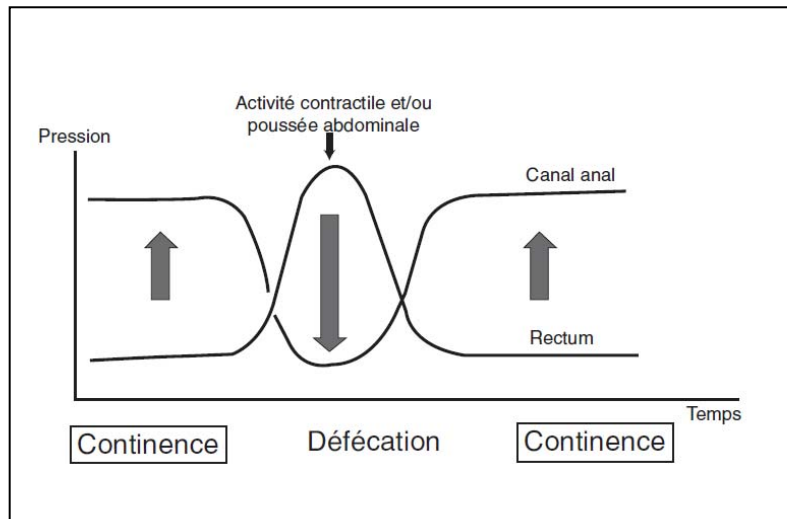 Activité contractile et/ou
poussée abdominale
Pression
Canal anal
Rectum
Temps
Continence
Défécation
Continence